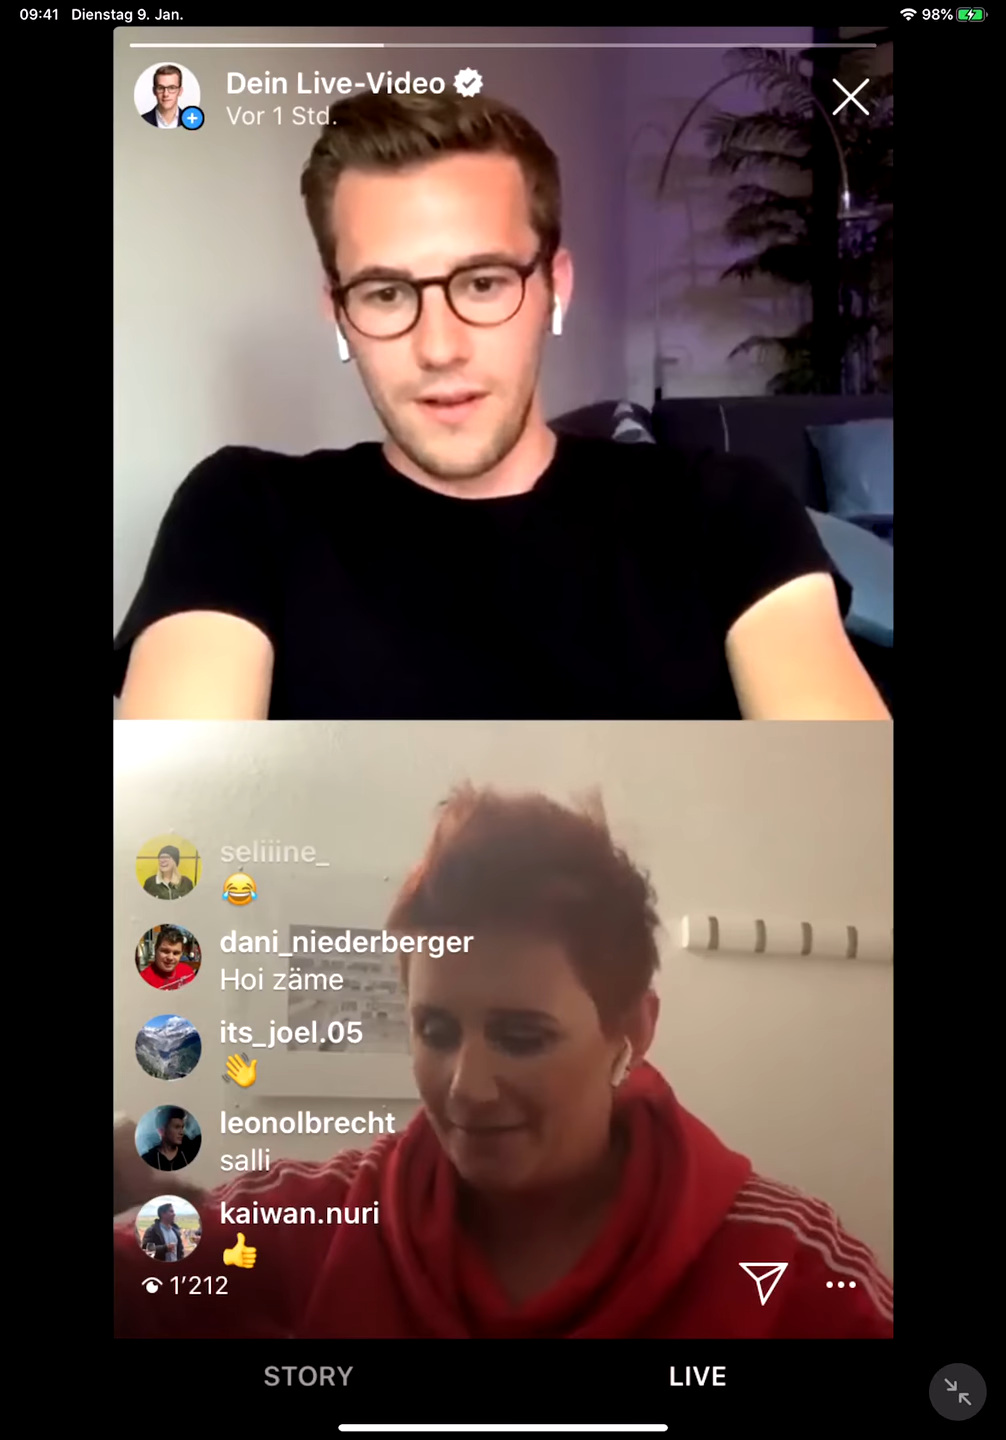 09:41 Dienstag 9. Jan.
98%
Dein Live-Video
Vor 1 Std.
seliiine_
😂
dani_niederberger
Hoi zäme
its_joel.05
👋
leonolbrecht
salli
kaiwan.nuri
👍
1’212
STORY
LIVE